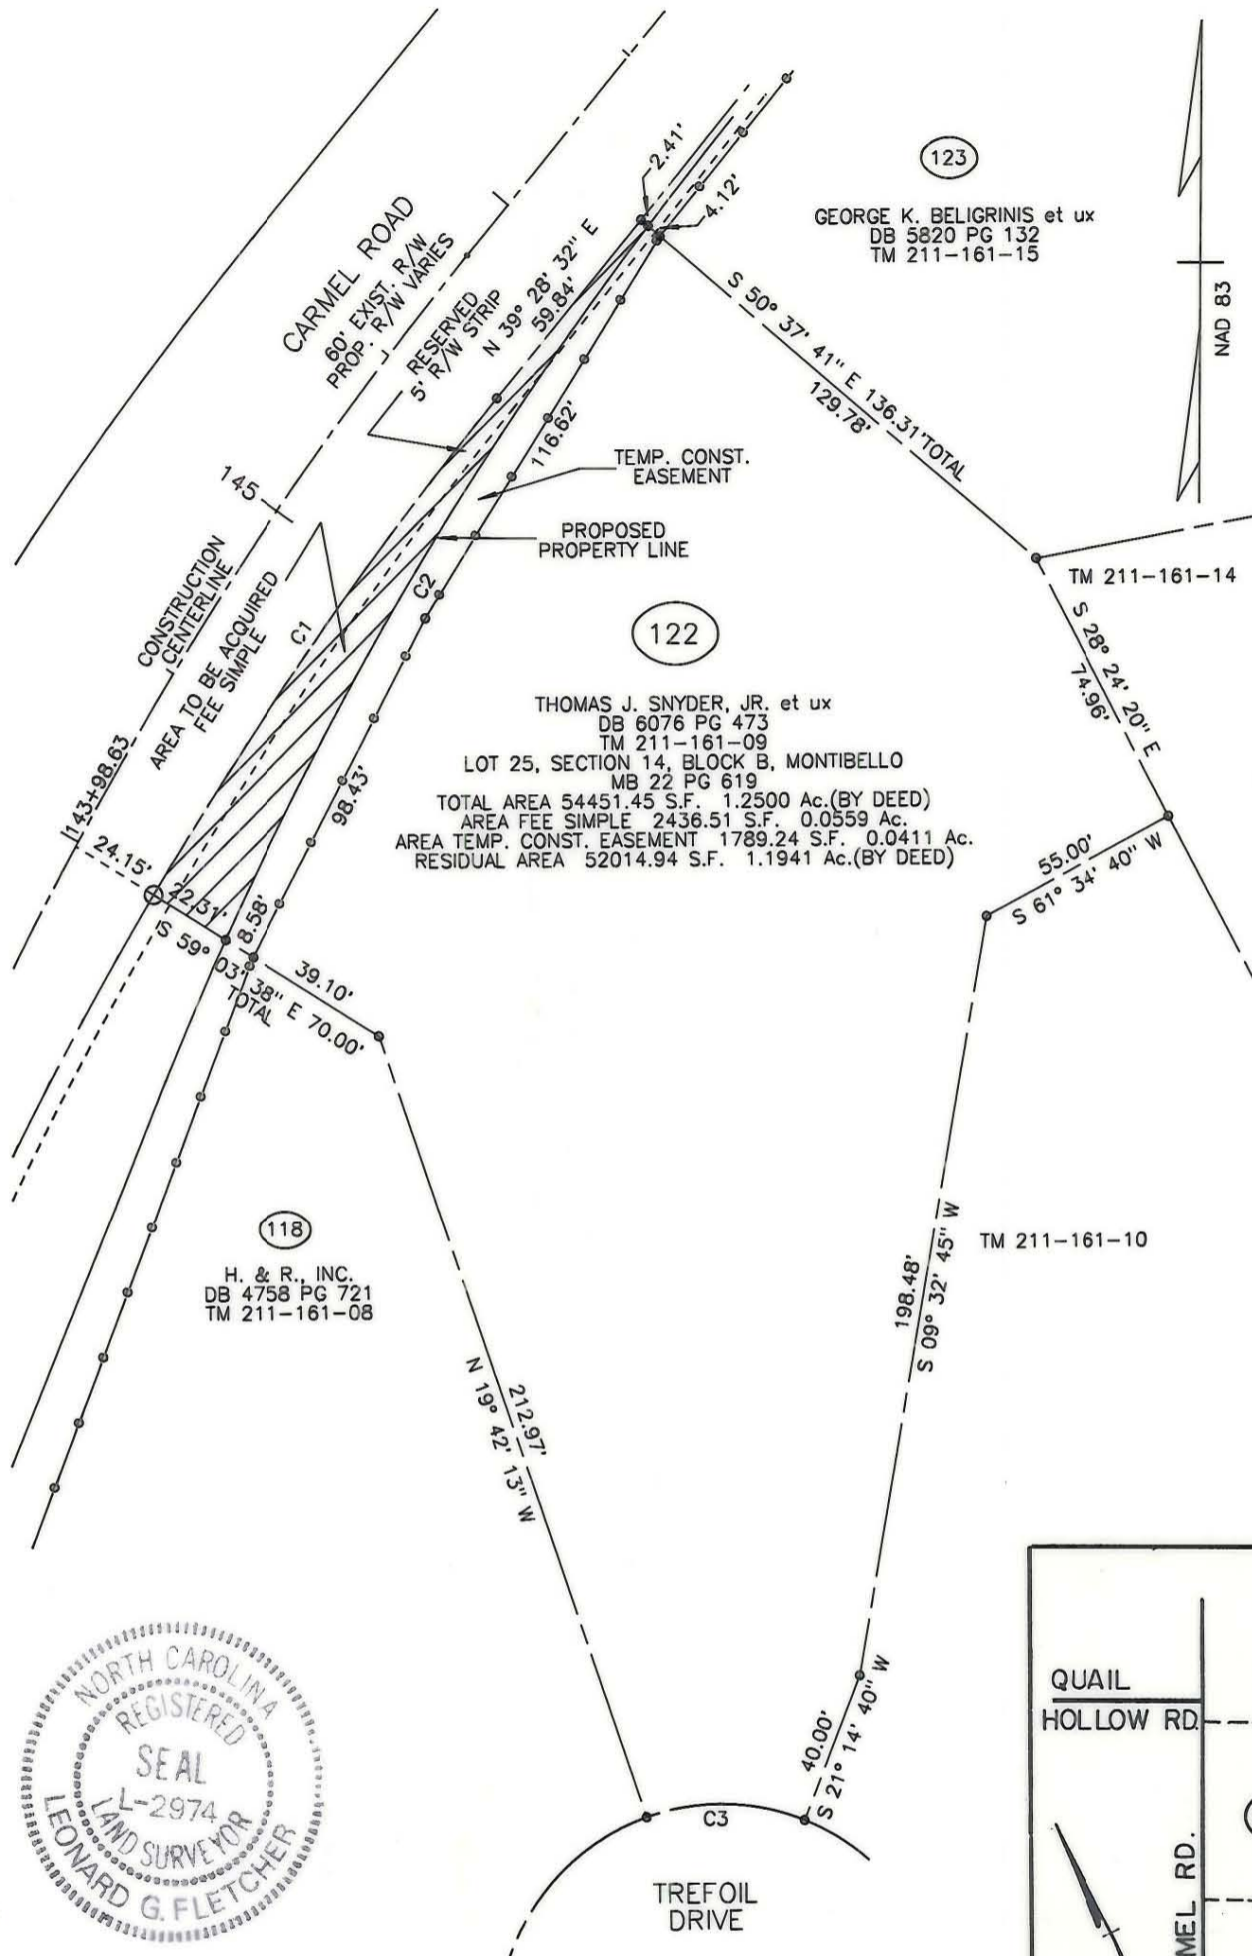 CARMEL ROAD
60' EXIST. R/W
PROP. R/W VARIES
RESERVED
5' R/W STRIP
N 39° 28' 32" E
59.84'
2.41'
4.12'
123
GEORGE K. BELIGRINIS et ux
DB 5820 PG 132
TM 211-161-15
NAD 83
S 50° 37' 41" E 136.31' TOTAL
129.78'
116.62'
TEMP. CONST.
EASEMENT
PROPOSED
PROPERTY LINE
145
CONSTRUCTION
CENTERLINE
AREA TO BE ACQUIRED
FEE SIMPLE
C1
C2
TM 211-161-14
S 28° 24' 20" E
74.96'
122
THOMAS J. SNYDER, JR. et ux
DB 6076 PG 473
TM 211-161-09
LOT 25, SECTION 14, BLOCK B, MONTIBELLO
MB 22 PG 619
TOTAL AREA 54451.45 S.F. 1.2500 Ac.(BY DEED)
AREA FEE SIMPLE 2436.51 S.F. 0.0559 Ac.
AREA TEMP. CONST. EASEMENT 1789.24 S.F. 0.0411 Ac.
RESIDUAL AREA 52014.94 S.F. 1.1941 Ac.(BY DEED)
143+98.63
98.43'
24.15'
22.31'
8.58'
S 59° 03' 38" E 70.00'
TOTAL
39.10'
55.00'
S 61° 34' 40" W
118
H. & R., INC.
DB 4758 PG 721
TM 211-161-08
198.48'
S 09° 32' 45" W
TM 211-161-10
212.97'
N 19° 42' 13" W
40.00'
S 21° 14' 40" W
C3
TREFOIL
DRIVE
NORTH CAROLINA
REGISTERED
SEAL
L-2974
LAND SURVEYOR
LEONARD G. FLETCHER
QUAIL
HOLLOW RD.
MEL RD.